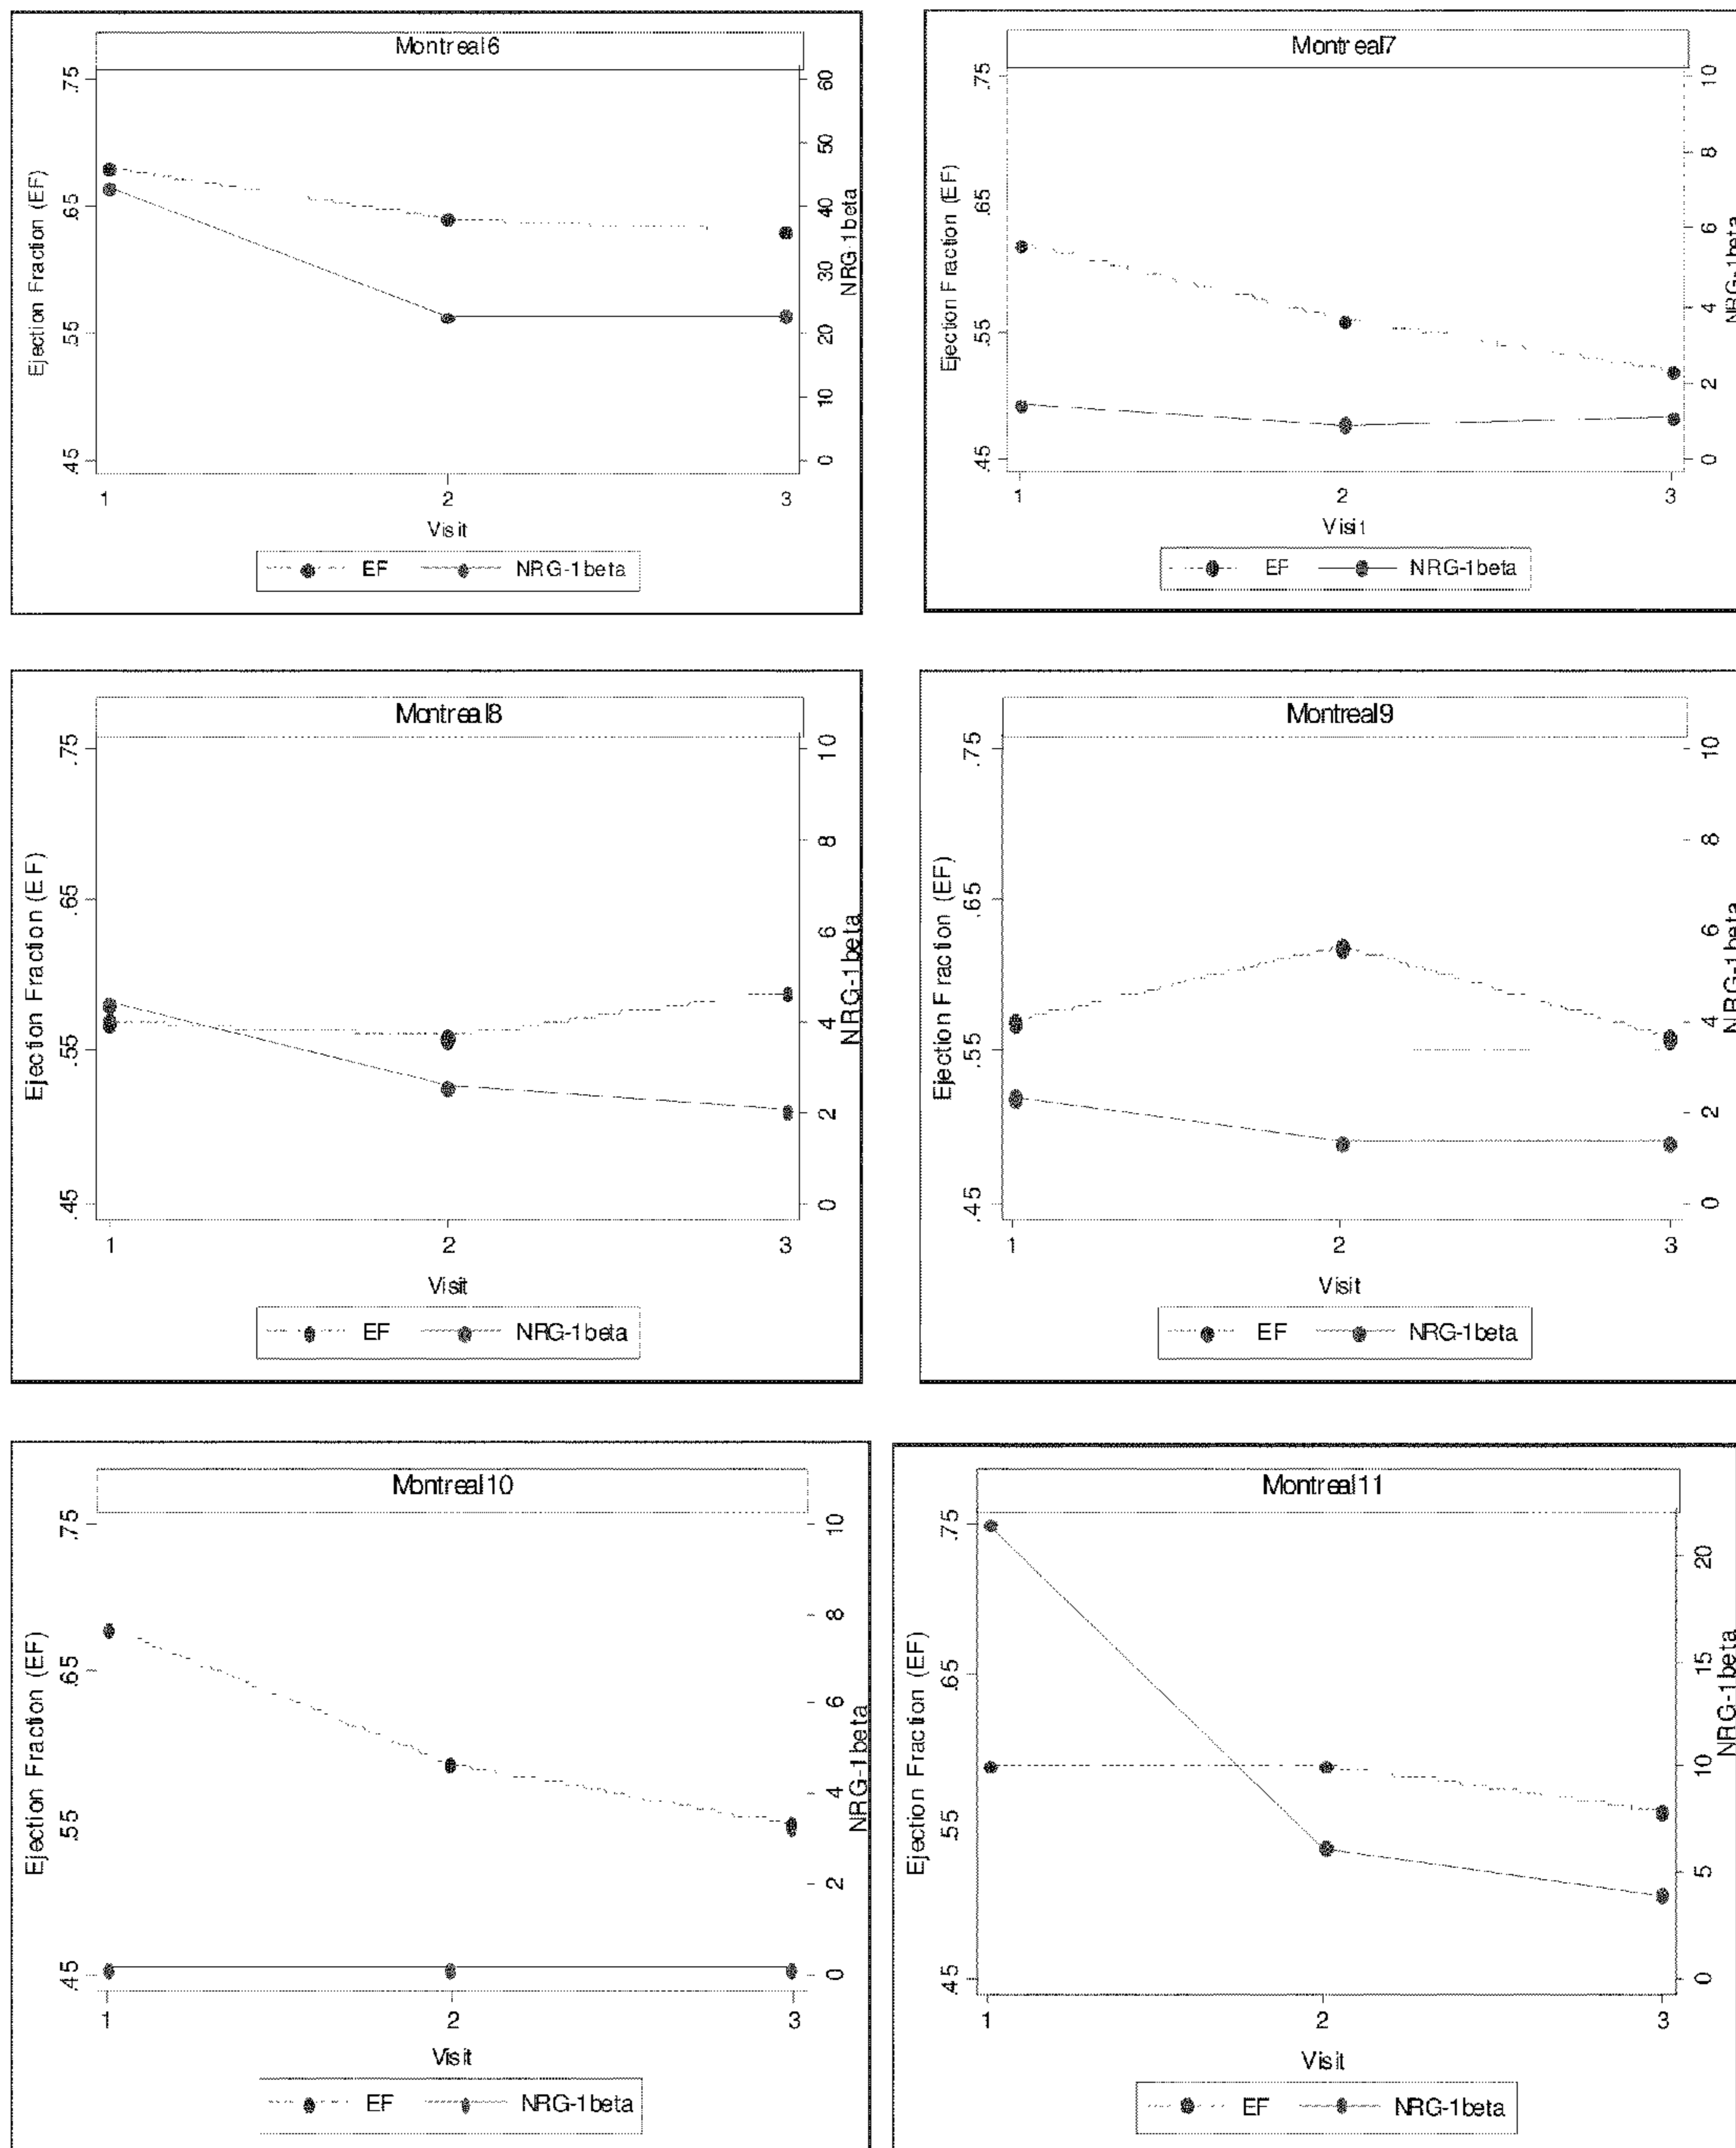 Montreal6
Ejection Fraction (EF)
.75
.65
.55
.45
60
50
40
30
20
10
0
NRG-1beta
1 2 3
Visit
EF NRG-1beta
Montreal7
Ejection Fraction (EF)
.75
.65
.55
.45
10
8
6
4
2
0
NRG-1beta
1 2 3
Visit
EF NRG-1beta
Montreal8
Ejection Fraction (EF)
.75
.65
.55
.45
10
8
6
4
2
0
NRG-1beta
1 2 3
Visit
EF NRG-1beta
Montreal9
Ejection Fraction (EF)
.75
.65
.55
.45
10
8
6
4
2
0
NRG-1beta
1 2 3
Visit
EF NRG-1beta
Montreal10
Ejection Fraction (EF)
.75
.65
.55
.45
10
8
6
4
2
0
NRG-1beta
1 2 3
Visit
EF NRG-1beta
Montreal11
Ejection Fraction (EF)
.75
.65
.55
.45
20
15
10
5
0
NRG-1beta
1 2 3
Visit
EF NRG-1beta